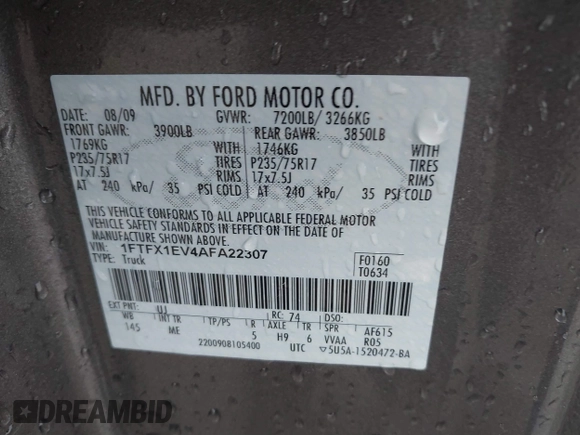 MFD. BY FORD MOTOR CO.
DATE: 08/09 GVWR: 7200LB/ 3266KG
FRONT GAWR: 3900LB REAR GAWR: 3850LB
1769KG WITH 1746KG WITH
P235/75R17 TIRES P235/75R17 TIRES
17x7.5J RIMS 17x7.5J RIMS
AT 240 kPa/ 35 PSI COLD AT 240 kPa/ 35 PSI COLD
THIS VEHICLE CONFORMS TO ALL APPLICABLE FEDERAL MOTOR
VEHICLE SAFETY STANDARDS IN EFFECT ON THE DATE OF
MANUFACTURE SHOWN ABOVE.
VIN: 1FTFX1EV4AFA22307 F0160
TYPE: Truck T0634
EXT PNT: UJ RC: 74 DSO:
WB INT TR TP/PS R AXLE TR SPR AF615
145 ME 5 H9 6 VVAA R05
2200908105400 UTC 5U5A-1520472-BA
DREAMBID